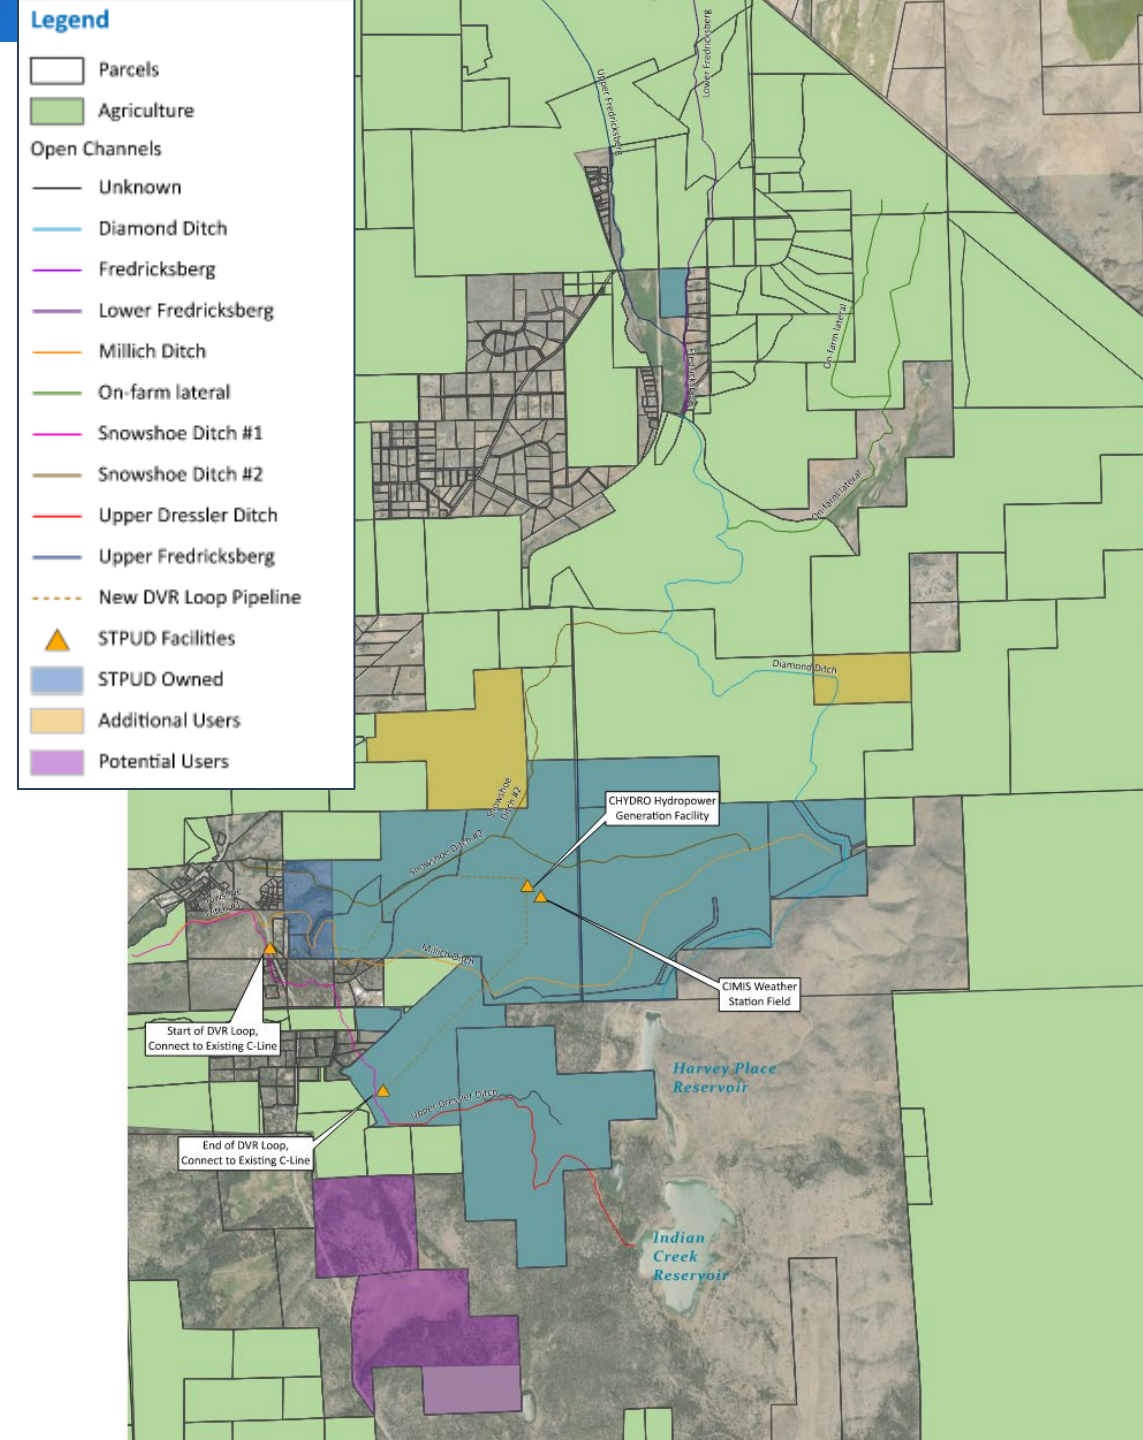 Legend
Parcels
Agriculture
Open Channels
Unknown
Diamond Ditch
Fredricksberg
Lower Fredricksberg
Millich Ditch
On-farm lateral
Snowshoe Ditch #1
Snowshoe Ditch #2
Upper Dressler Ditch
Upper Fredricksberg
New DVR Loop Pipeline
STPUD Facilities
STPUD Owned
Additional Users
Potential Users
Upper Fredricksberg
Lower Fredricksberg
On-farm lateral
On-farm lateral
Diamond Ditch
Snowshoe
Ditch #2
CHYDRO Hydropower
Generation Facility
Snowshoe Ditch #2
Snowshoe
Millich Ditch
CIMIS Weather
Station Field
Start of DVR Loop,
Connect to Existing C-Line
Harvey Place
Reservoir
Upper Dressler Ditch
End of DVR Loop,
Connect to Existing C-Line
Indian
Creek
Reservoir